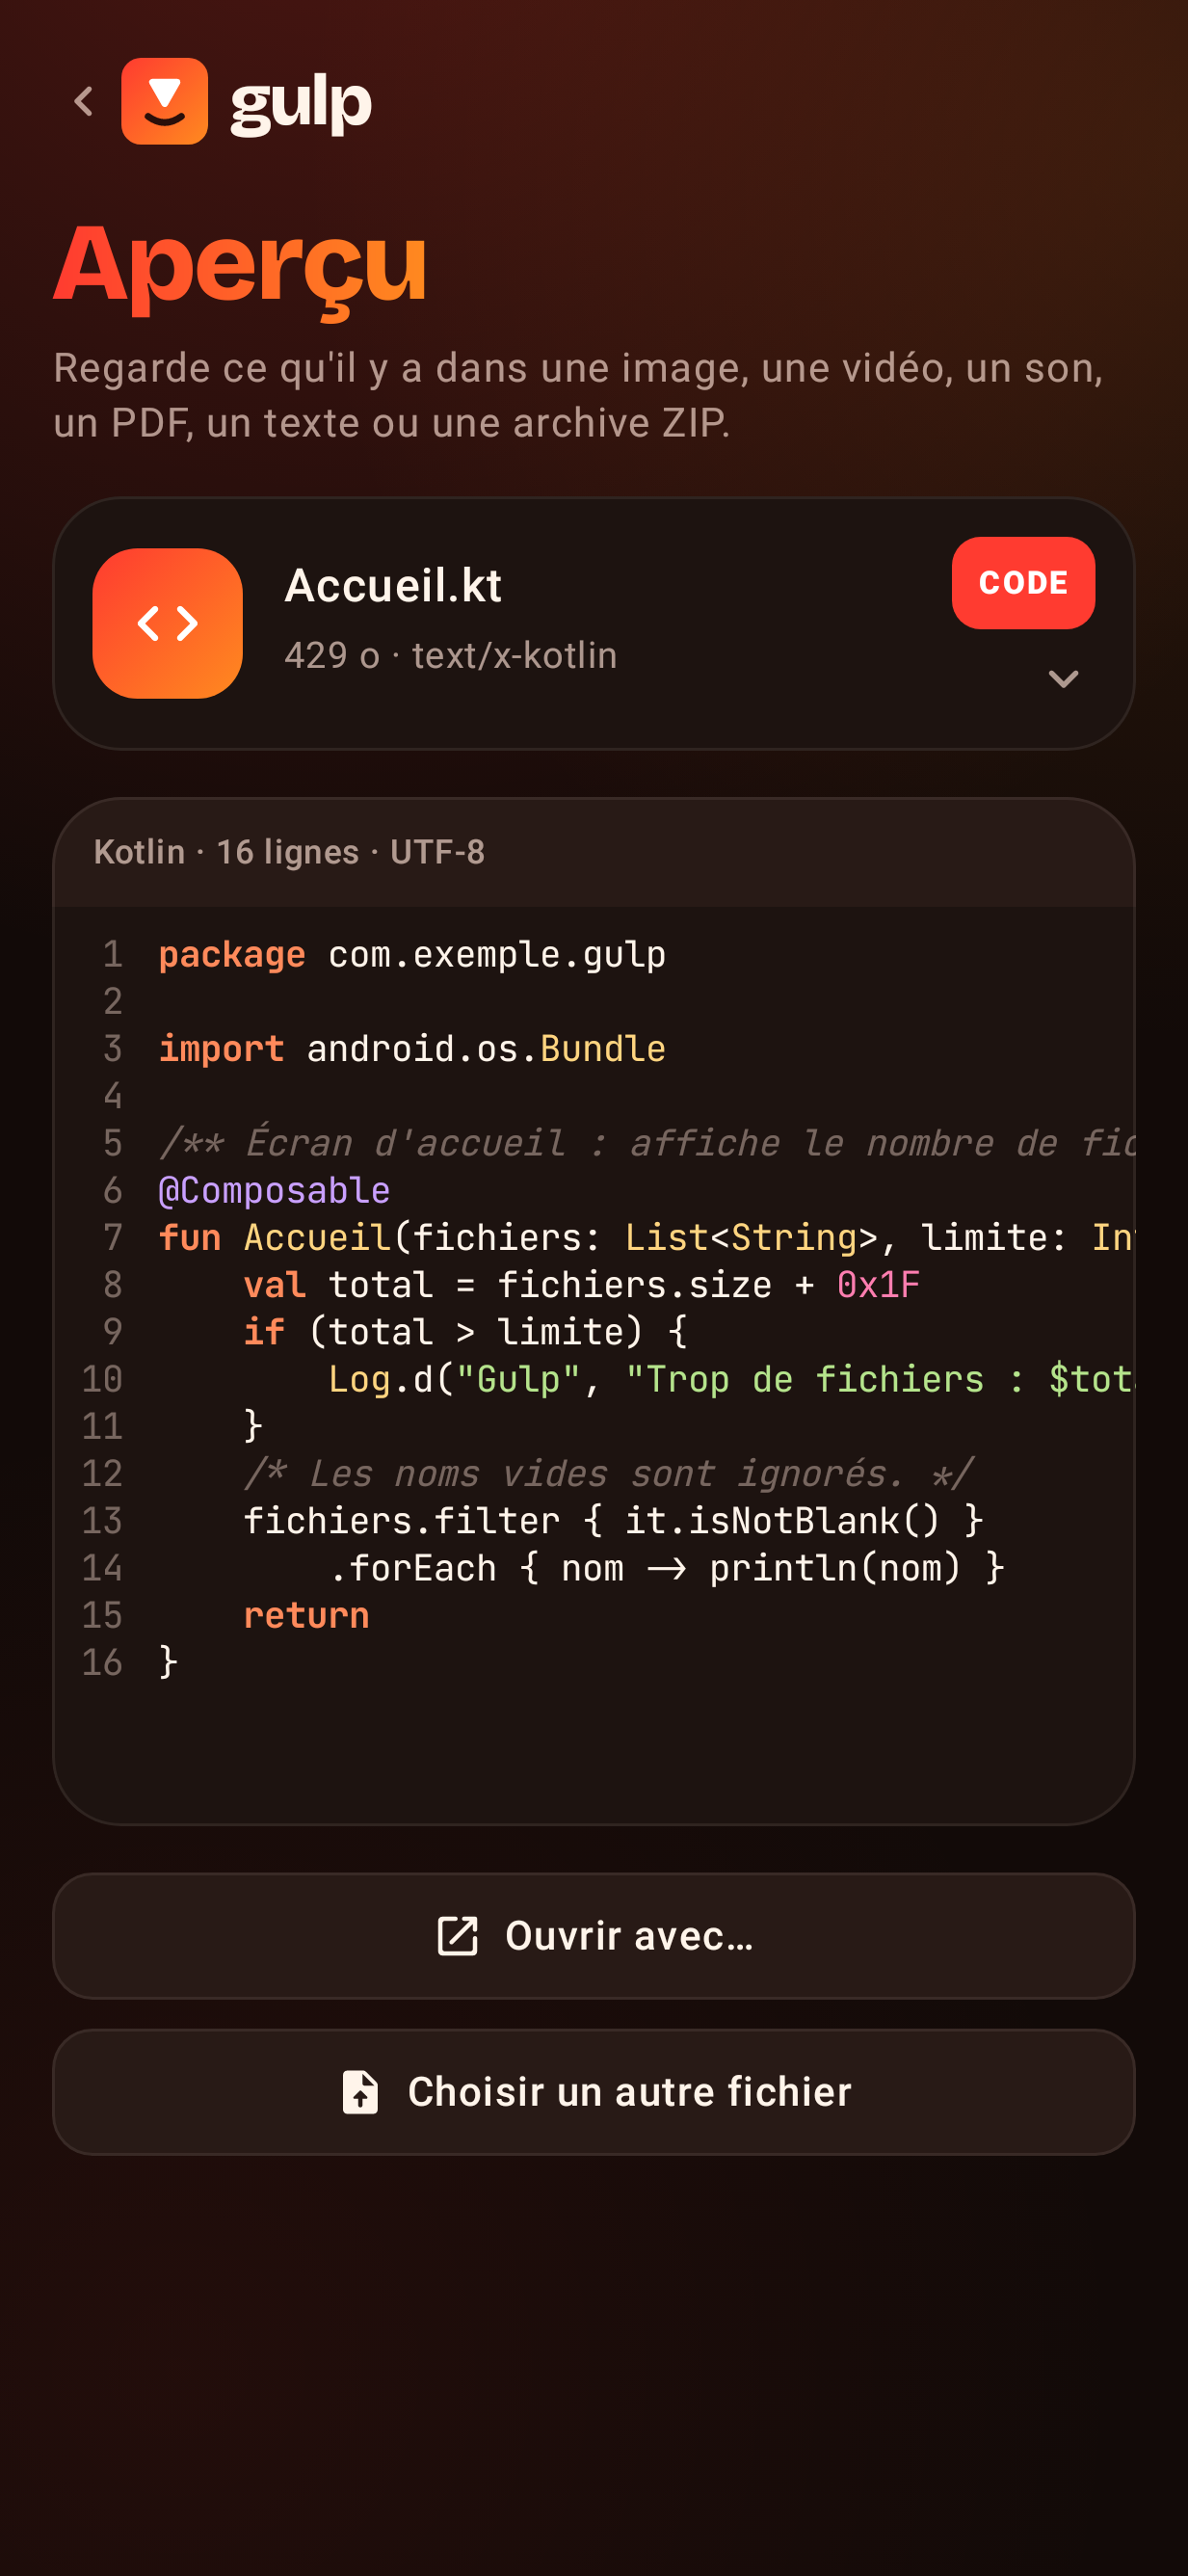 gulp
Aperçu
Regarde ce qu'il y a dans une image, une vidéo, un son,
un PDF, un texte ou une archive ZIP.
Accueil.kt
CODE
429 o · text/x-kotlin
Kotlin · 16 lignes · UTF-8
1 package com.exemple.gulp
2
3 import android.os.Bundle
4
5 /** Écran d'accueil : affiche le nombre de fic
6 @Composable
7 fun Accueil(fichiers: List<String>, limite: In
8     val total = fichiers.size + 0x1F
9     if (total > limite) {
10         Log.d("Gulp", "Trop de fichiers : $tot
11     }
12     /* Les noms vides sont ignorés. */
13     fichiers.filter { it.isNotBlank() }
14         .forEach { nom -> println(nom) }
15     return
16 }
Ouvrir avec…
Choisir un autre fichier